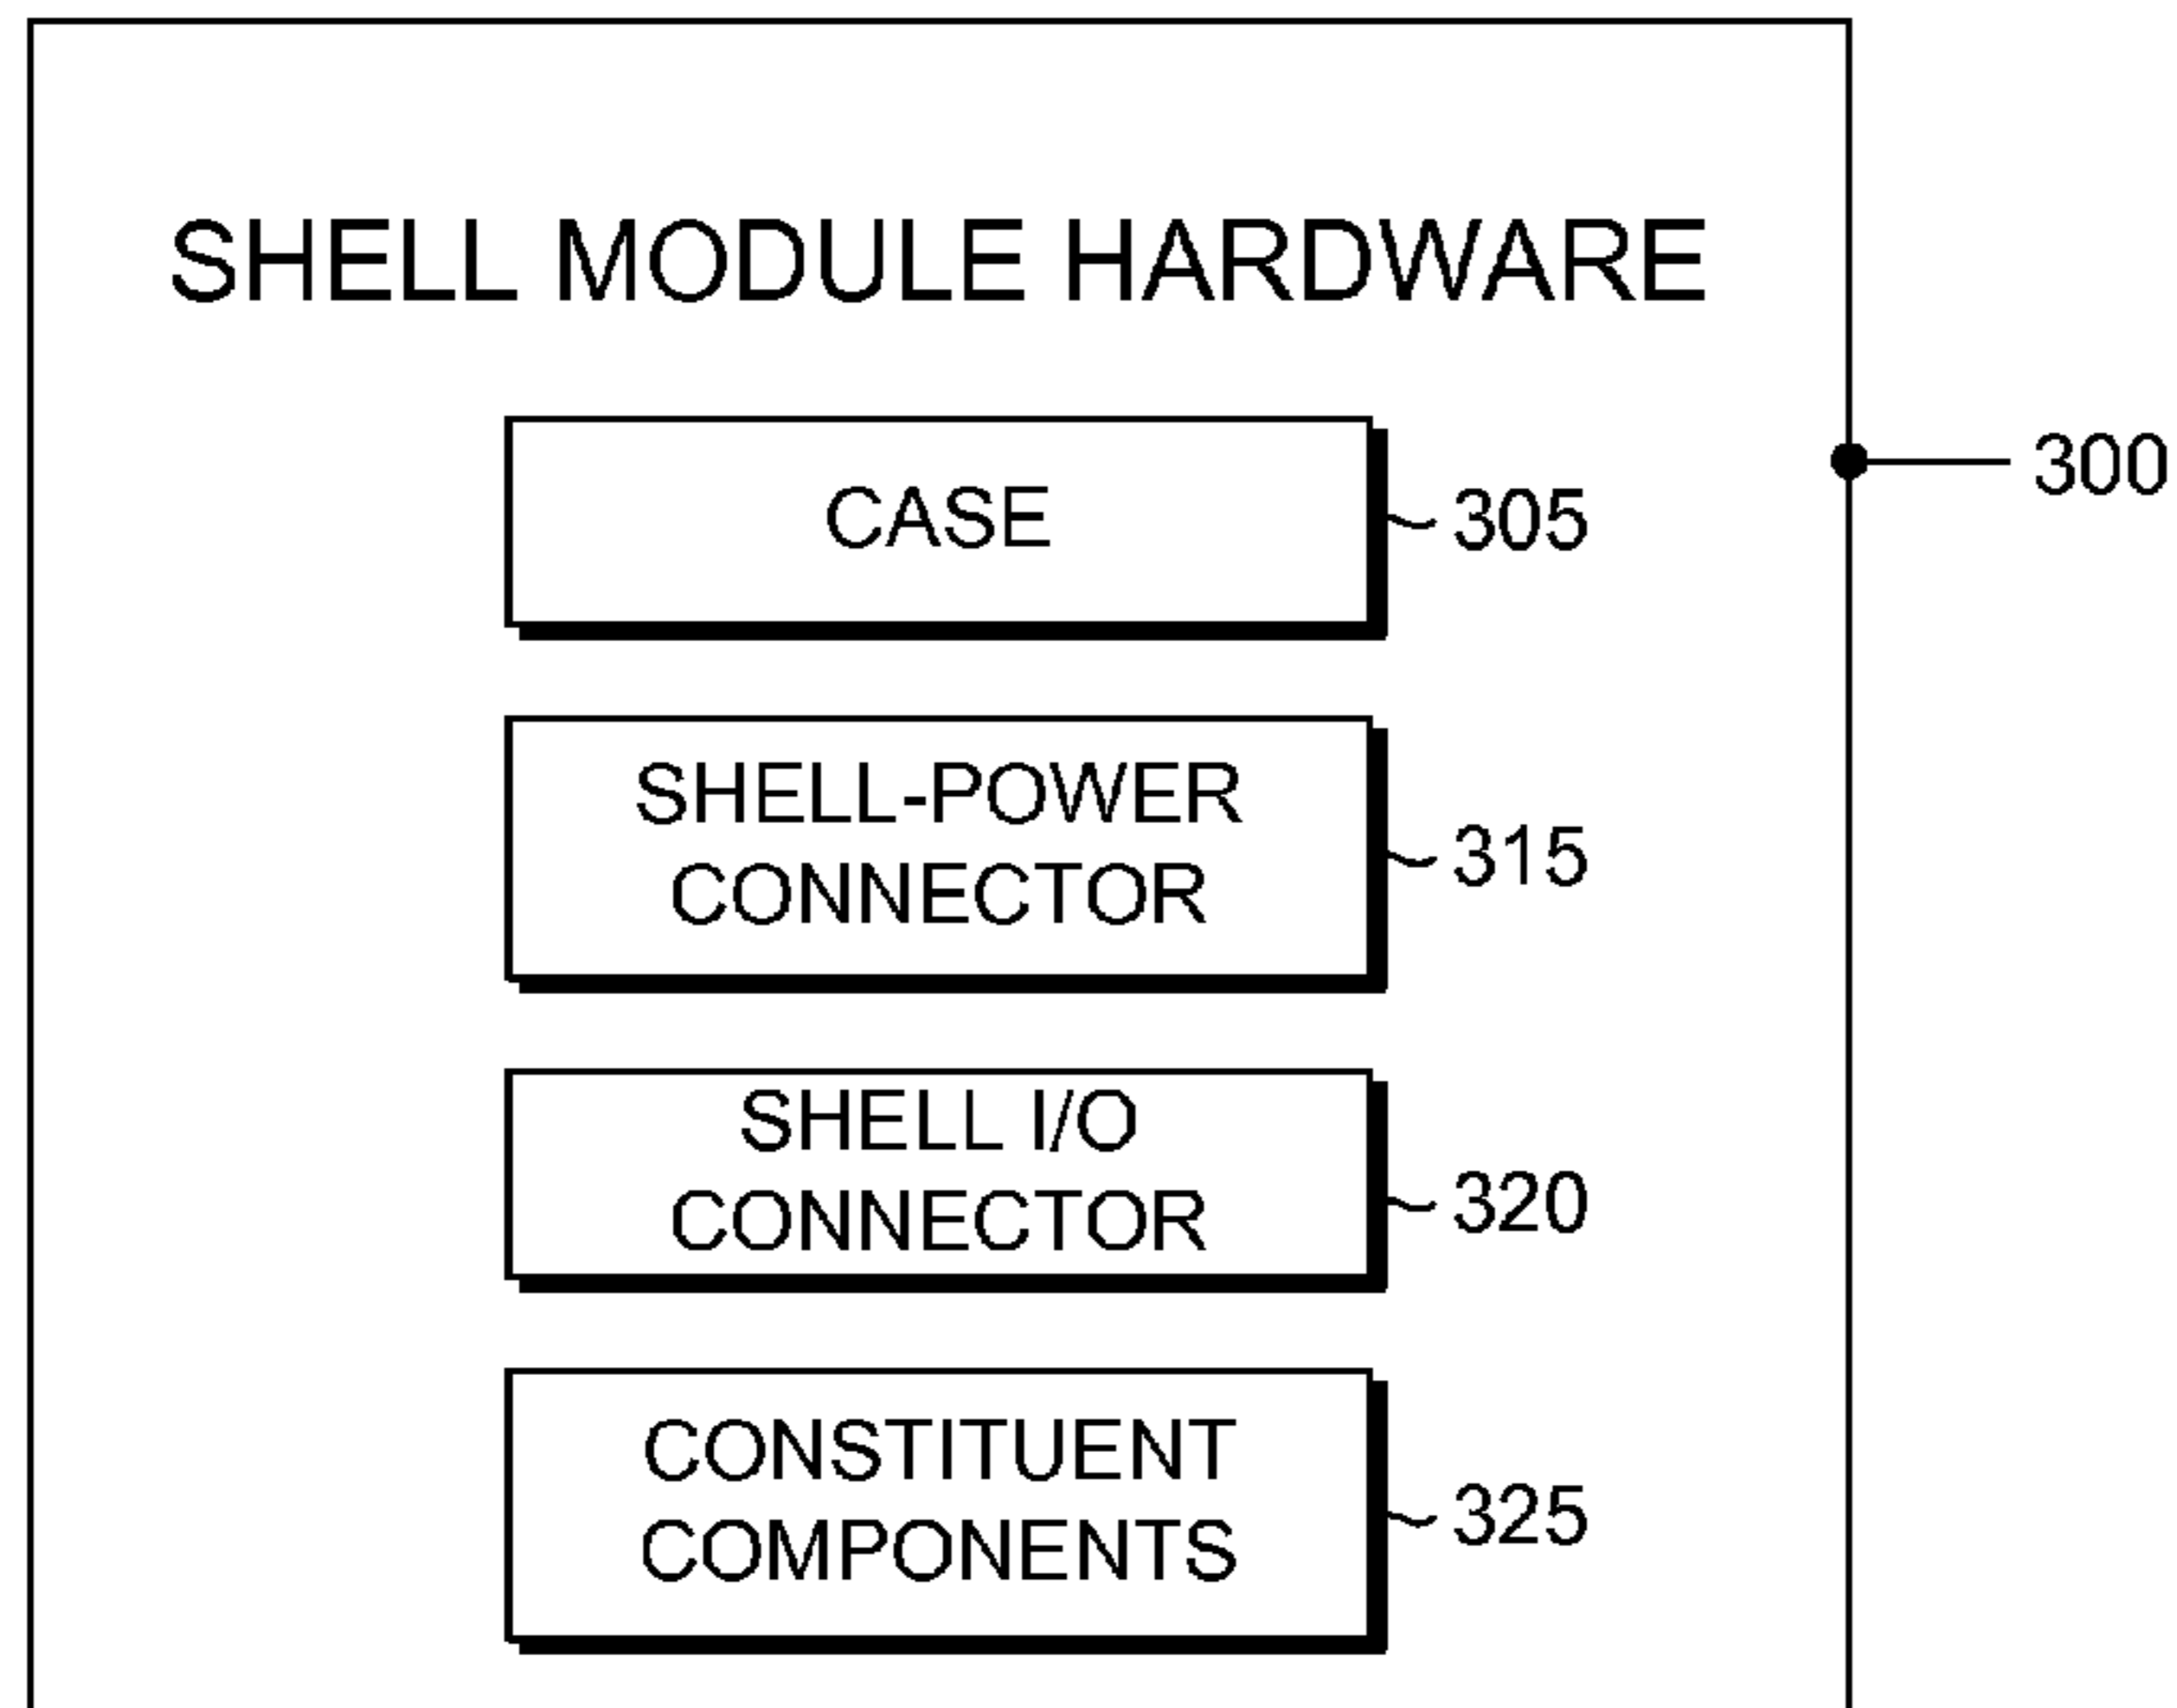 SHELL MODULE HARDWARE
300
CASE
305
SHELL-POWER
CONNECTOR
315
SHELL I/O
CONNECTOR
320
CONSTITUENT
COMPONENTS
325